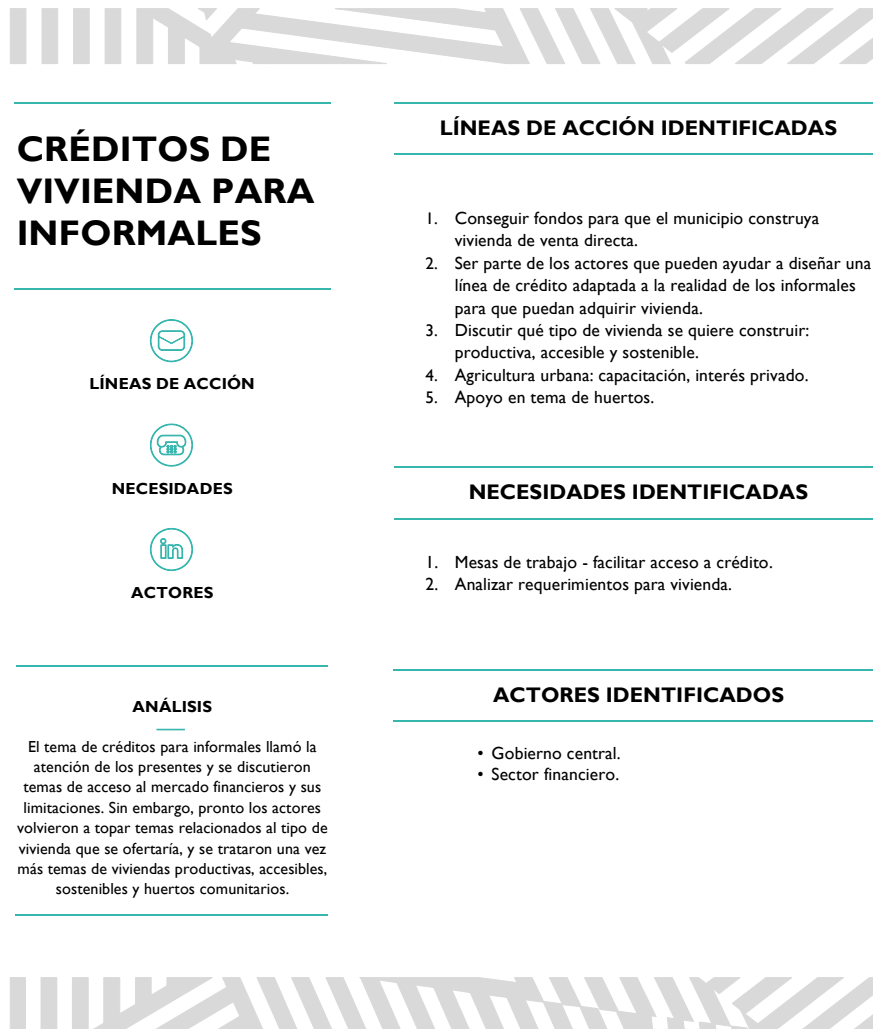 CRÉDITOS DE
VIVIENDA PARA
INFORMALES
LÍNEAS DE ACCIÓN
NECESIDADES
in
ACTORES
ANÁLISIS
El tema de créditos para informales llamó la
atención de los presentes y se discutieron
temas de acceso al mercado financieros y sus
limitaciones. Sin embargo, pronto los actores
volvieron a topar temas relacionados al tipo de
vivienda que se ofertaría, y se trataron una vez
más temas de viviendas productivas, accesibles,
sostenibles y huertos comunitarios.
LÍNEAS DE ACCIÓN IDENTIFICADAS
1. Conseguir fondos para que el municipio construya
vivienda de venta directa.
2. Ser parte de los actores que pueden ayudar a diseñar una
línea de crédito adaptada a la realidad de los informales
para que puedan adquirir vivienda.
3. Discutir qué tipo de vivienda se quiere construir:
productiva, accesible y sostenible.
4. Agricultura urbana: capacitación, interés privado.
5. Apoyo en tema de huertos.
NECESIDADES IDENTIFICADAS
1. Mesas de trabajo - facilitar acceso a crédito.
2. Analizar requerimientos para vivienda.
ACTORES IDENTIFICADOS
• Gobierno central.
• Sector financiero.